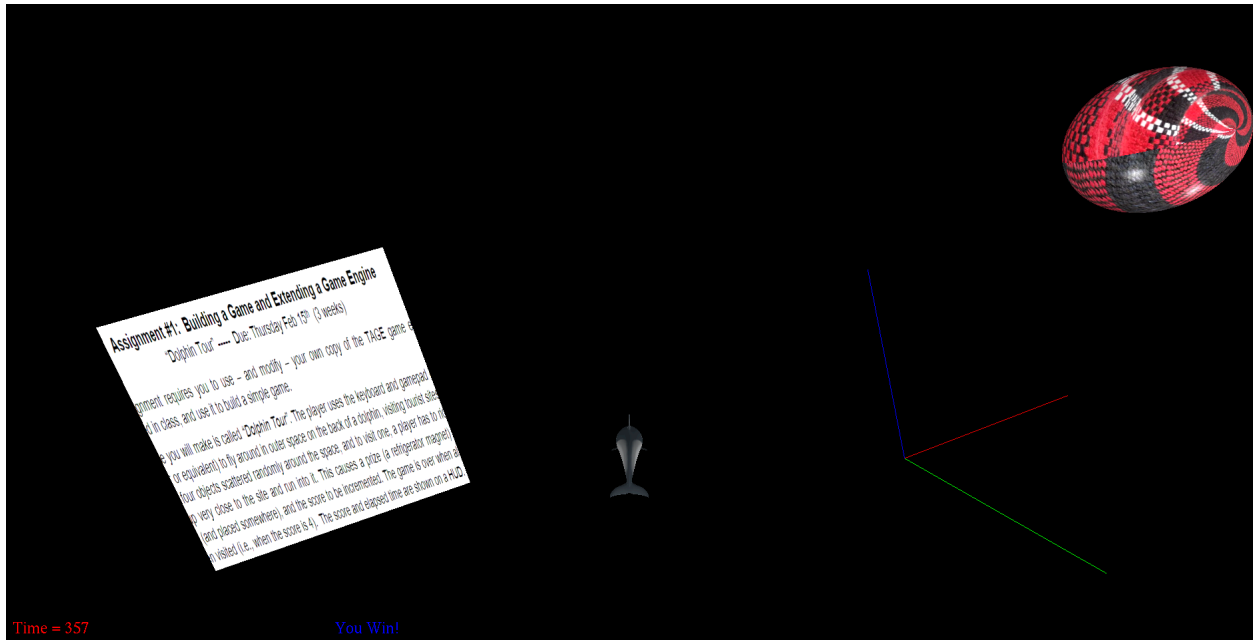 Assignment #1: Building a Game and Extending a Game Engine
"Dolphin Tour" ---- Due: Thursday Feb 15th (3 weeks)
requires you to use – and modify – your own copy of the TAGE game
in class, and use it to build a simple game.
you will make is called "Dolphin Tour". The player uses the keyboard and gamepad
or equivalent) to fly around in outer space on the back of a dolphin, visiting tourist
four objects scattered randomly around the space, and to visit one, a player has to
very close to the site and run into it. This causes a prize (a refrigerator magnet)
(and placed somewhere), and the score to be incremented. The game is over when
visited (i.e., when the score is 4). The score and elapsed time are shown on a HUD.
Time = 357
You Win!